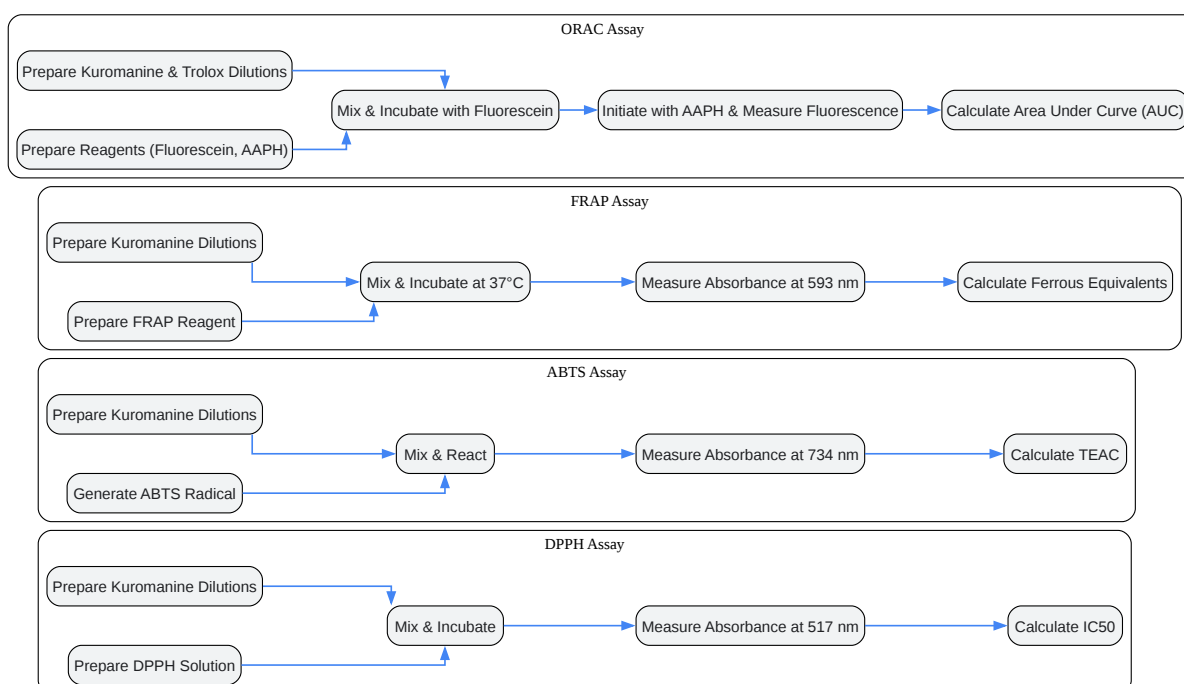 ORAC Assay
Prepare Kuromanine & Trolox Dilutions
Mix & Incubate with Fluorescein
Initiate with AAPH & Measure Fluorescence
Calculate Area Under Curve (AUC)
Prepare Reagents (Fluorescein, AAPH)
FRAP Assay
Prepare Kuromanine Dilutions
Mix & Incubate at 37°C
Measure Absorbance at 593 nm
Calculate Ferrous Equivalents
Prepare FRAP Reagent
ABTS Assay
Prepare Kuromanine Dilutions
Mix & React
Measure Absorbance at 734 nm
Calculate TEAC
Generate ABTS Radical
DPPH Assay
Prepare Kuromanine Dilutions
Mix & Incubate
Measure Absorbance at 517 nm
Calculate IC50
Prepare DPPH Solution